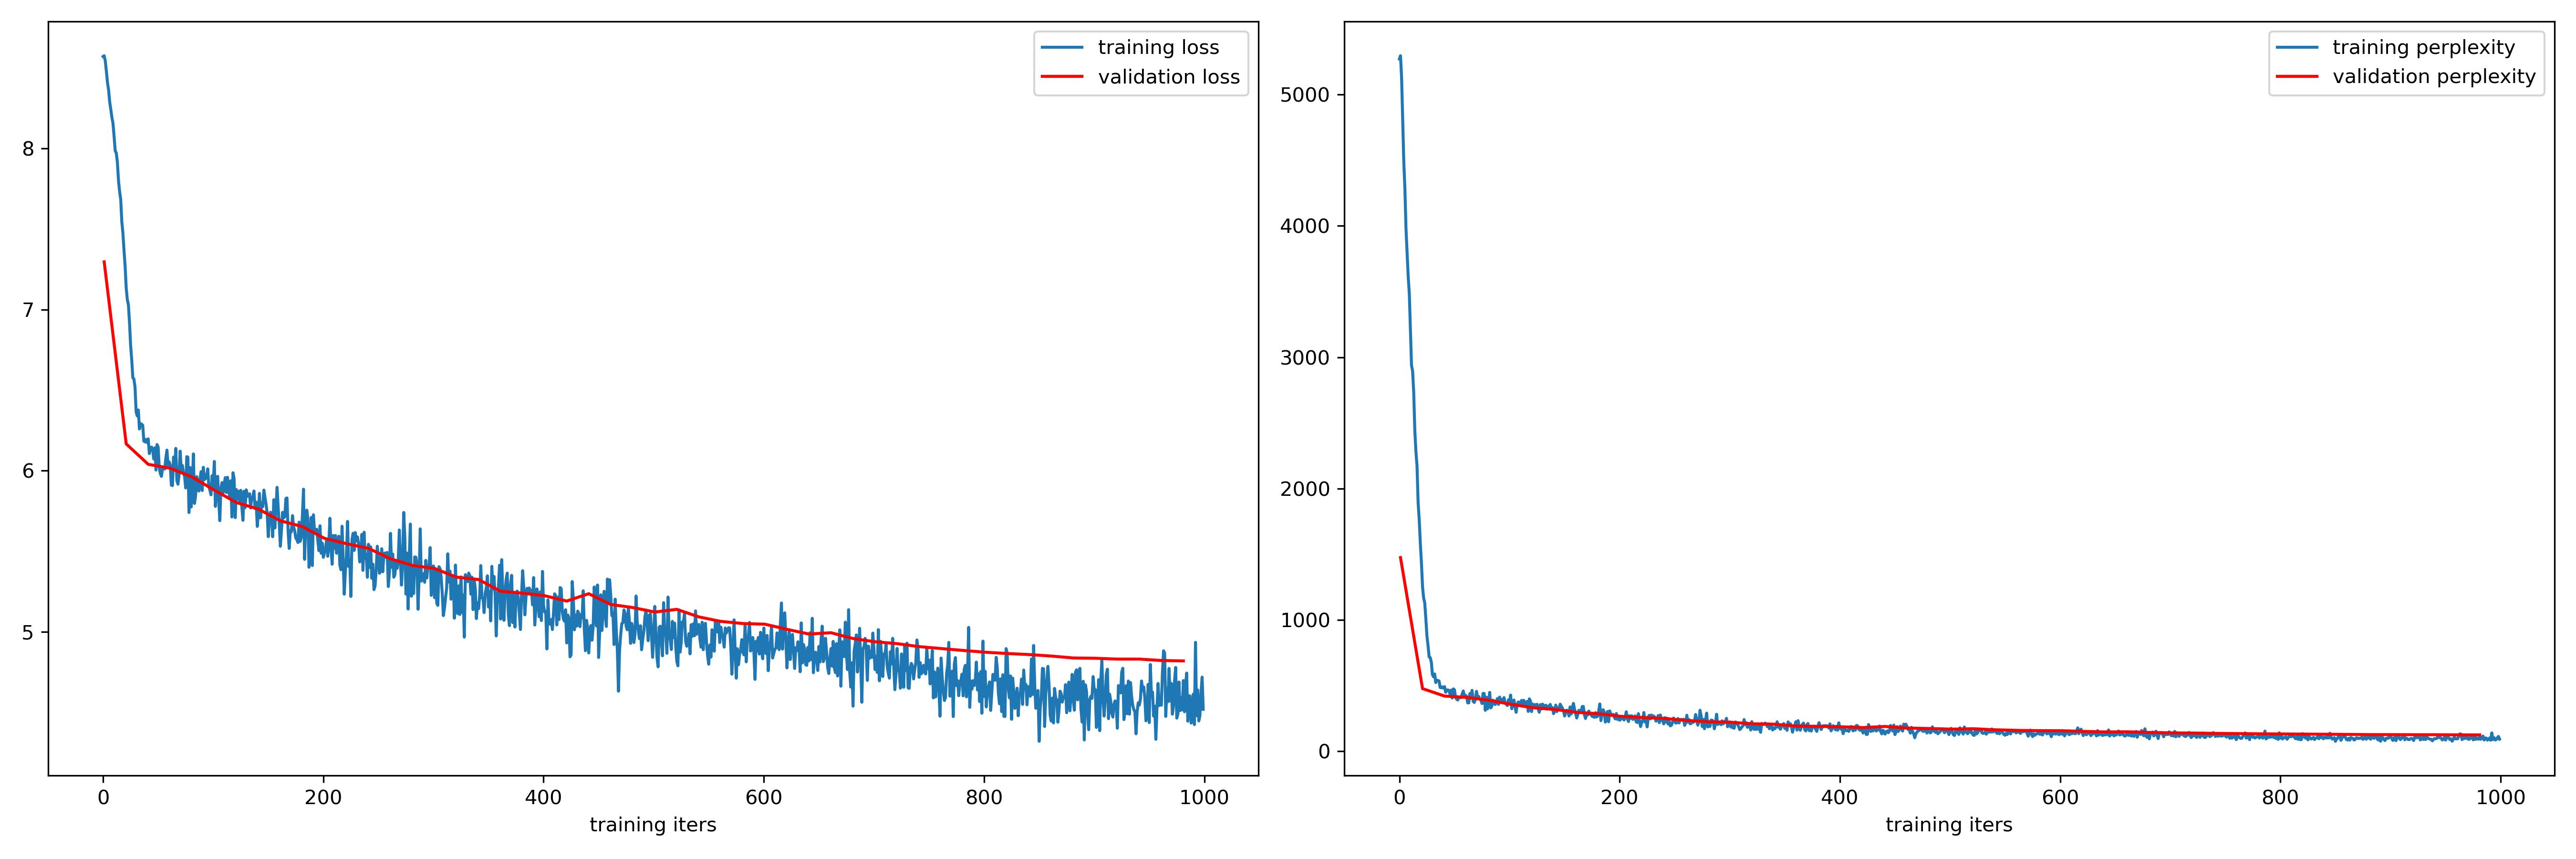 training loss
validation loss
8
7
6
5
0 200 400 600 800 1000
training iters
training perplexity
validation perplexity
5000
4000
3000
2000
1000
0
0 200 400 600 800 1000
training iters